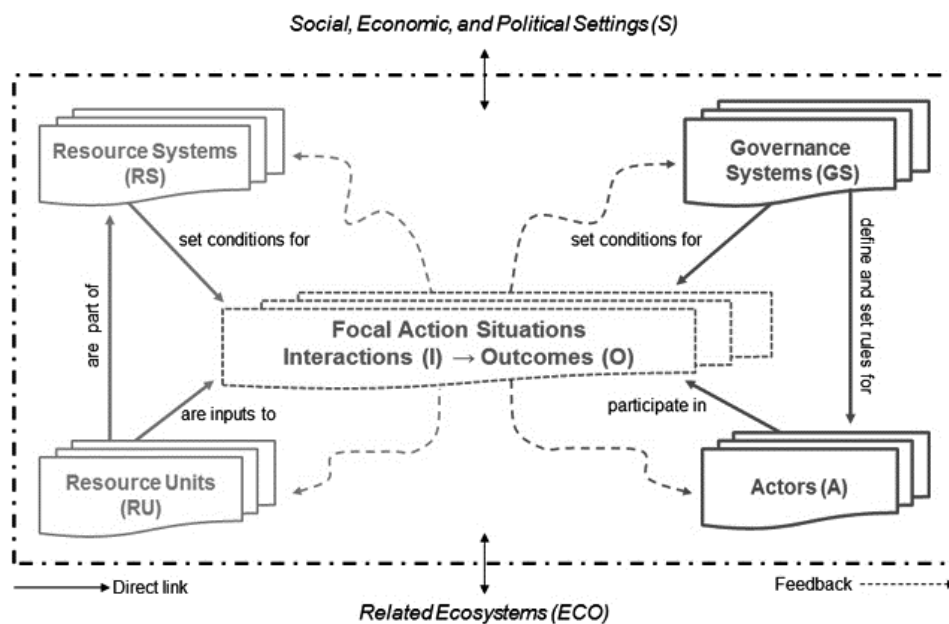 Social, Economic, and Political Settings (S)
Resource Systems
(RS)
Governance
Systems (GS)
set conditions for
set conditions for
are part of
define and set rules for
Focal Action Situations
Interactions (I) → Outcomes (O)
are inputs to
participate in
Resource Units
(RU)
Actors (A)
Direct link
Feedback
Related Ecosystems (ECO)